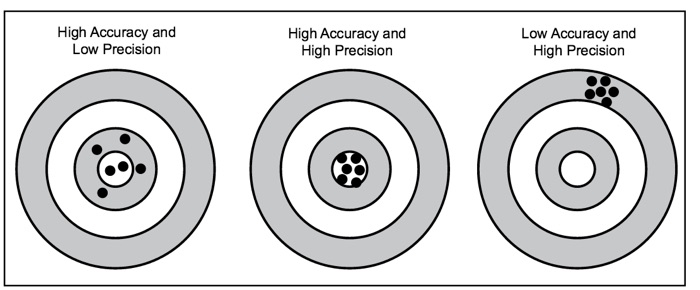 High Accuracy and
Low Precision
High Accuracy and
High Precision
Low Accuracy and
High Precision